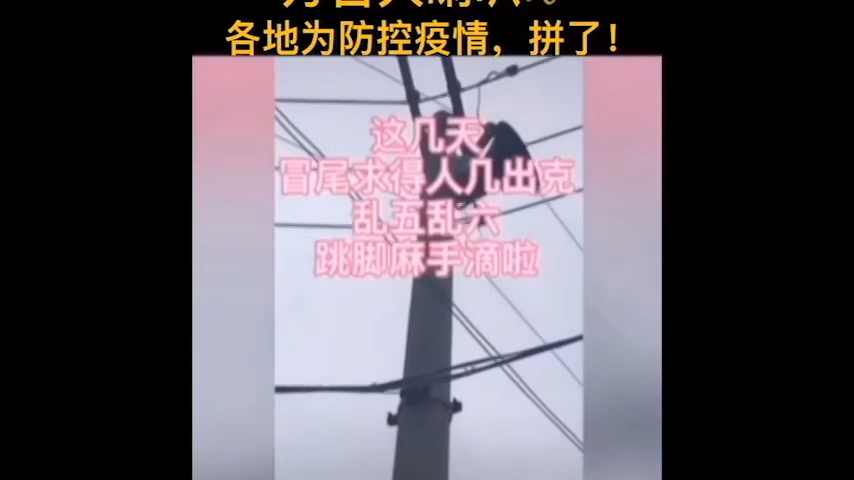 各地为防控疫情，拼了！
这几天
冒尾求得人几出克
乱五乱六
跳脚麻手滴啦